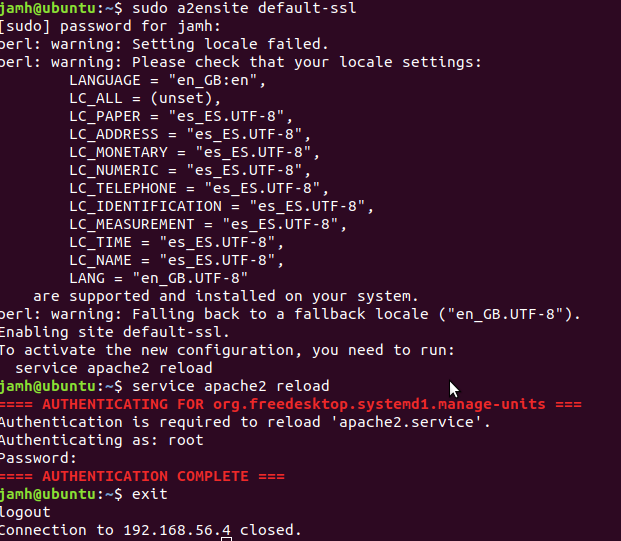 jamh@ubuntu:~$ sudo a2ensite default-ssl
[sudo] password for jamh:
perl: warning: Setting locale failed.
perl: warning: Please check that your locale settings:
LANGUAGE = "en_GB:en",
LC_ALL = (unset),
LC_PAPER = "es_ES.UTF-8",
LC_ADDRESS = "es_ES.UTF-8",
LC_MONETARY = "es_ES.UTF-8",
LC_NUMERIC = "es_ES.UTF-8",
LC_TELEPHONE = "es_ES.UTF-8",
LC_IDENTIFICATION = "es_ES.UTF-8",
LC_MEASUREMENT = "es_ES.UTF-8",
LC_TIME = "es_ES.UTF-8",
LC_NAME = "es_ES.UTF-8",
LANG = "en_GB.UTF-8"
are supported and installed on your system.
perl: warning: Falling back to a fallback locale ("en_GB.UTF-8").
Enabling site default-ssl.
To activate the new configuration, you need to run:
service apache2 reload
jamh@ubuntu:~$ service apache2 reload
==== AUTHENTICATING FOR org.freedesktop.systemd1.manage-units ===
Authentication is required to reload 'apache2.service'.
Authenticating as: root
Password:
==== AUTHENTICATION COMPLETE ===
jamh@ubuntu:~$ exit
logout
Connection to 192.168.56.4 closed.